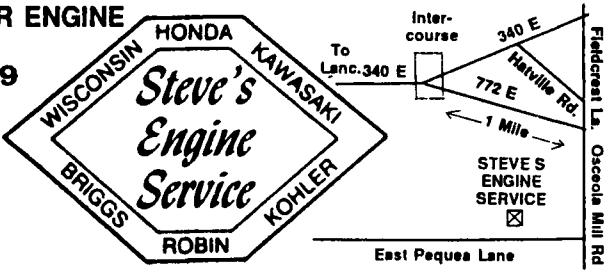 R ENGINE
9
WISCONSIN
HONDA
KAWASAKI
Steve's
Engine
Service
BRIGGS
ROBIN
KOHLER
Inter-
course
To
Lanc. 340 E
340 E
Hatville Rd.
772 E
1 Mile
Fieldcrest La.
Osceola Mill Rd
STEVE S
ENGINE
SERVICE
East Pequea Lane